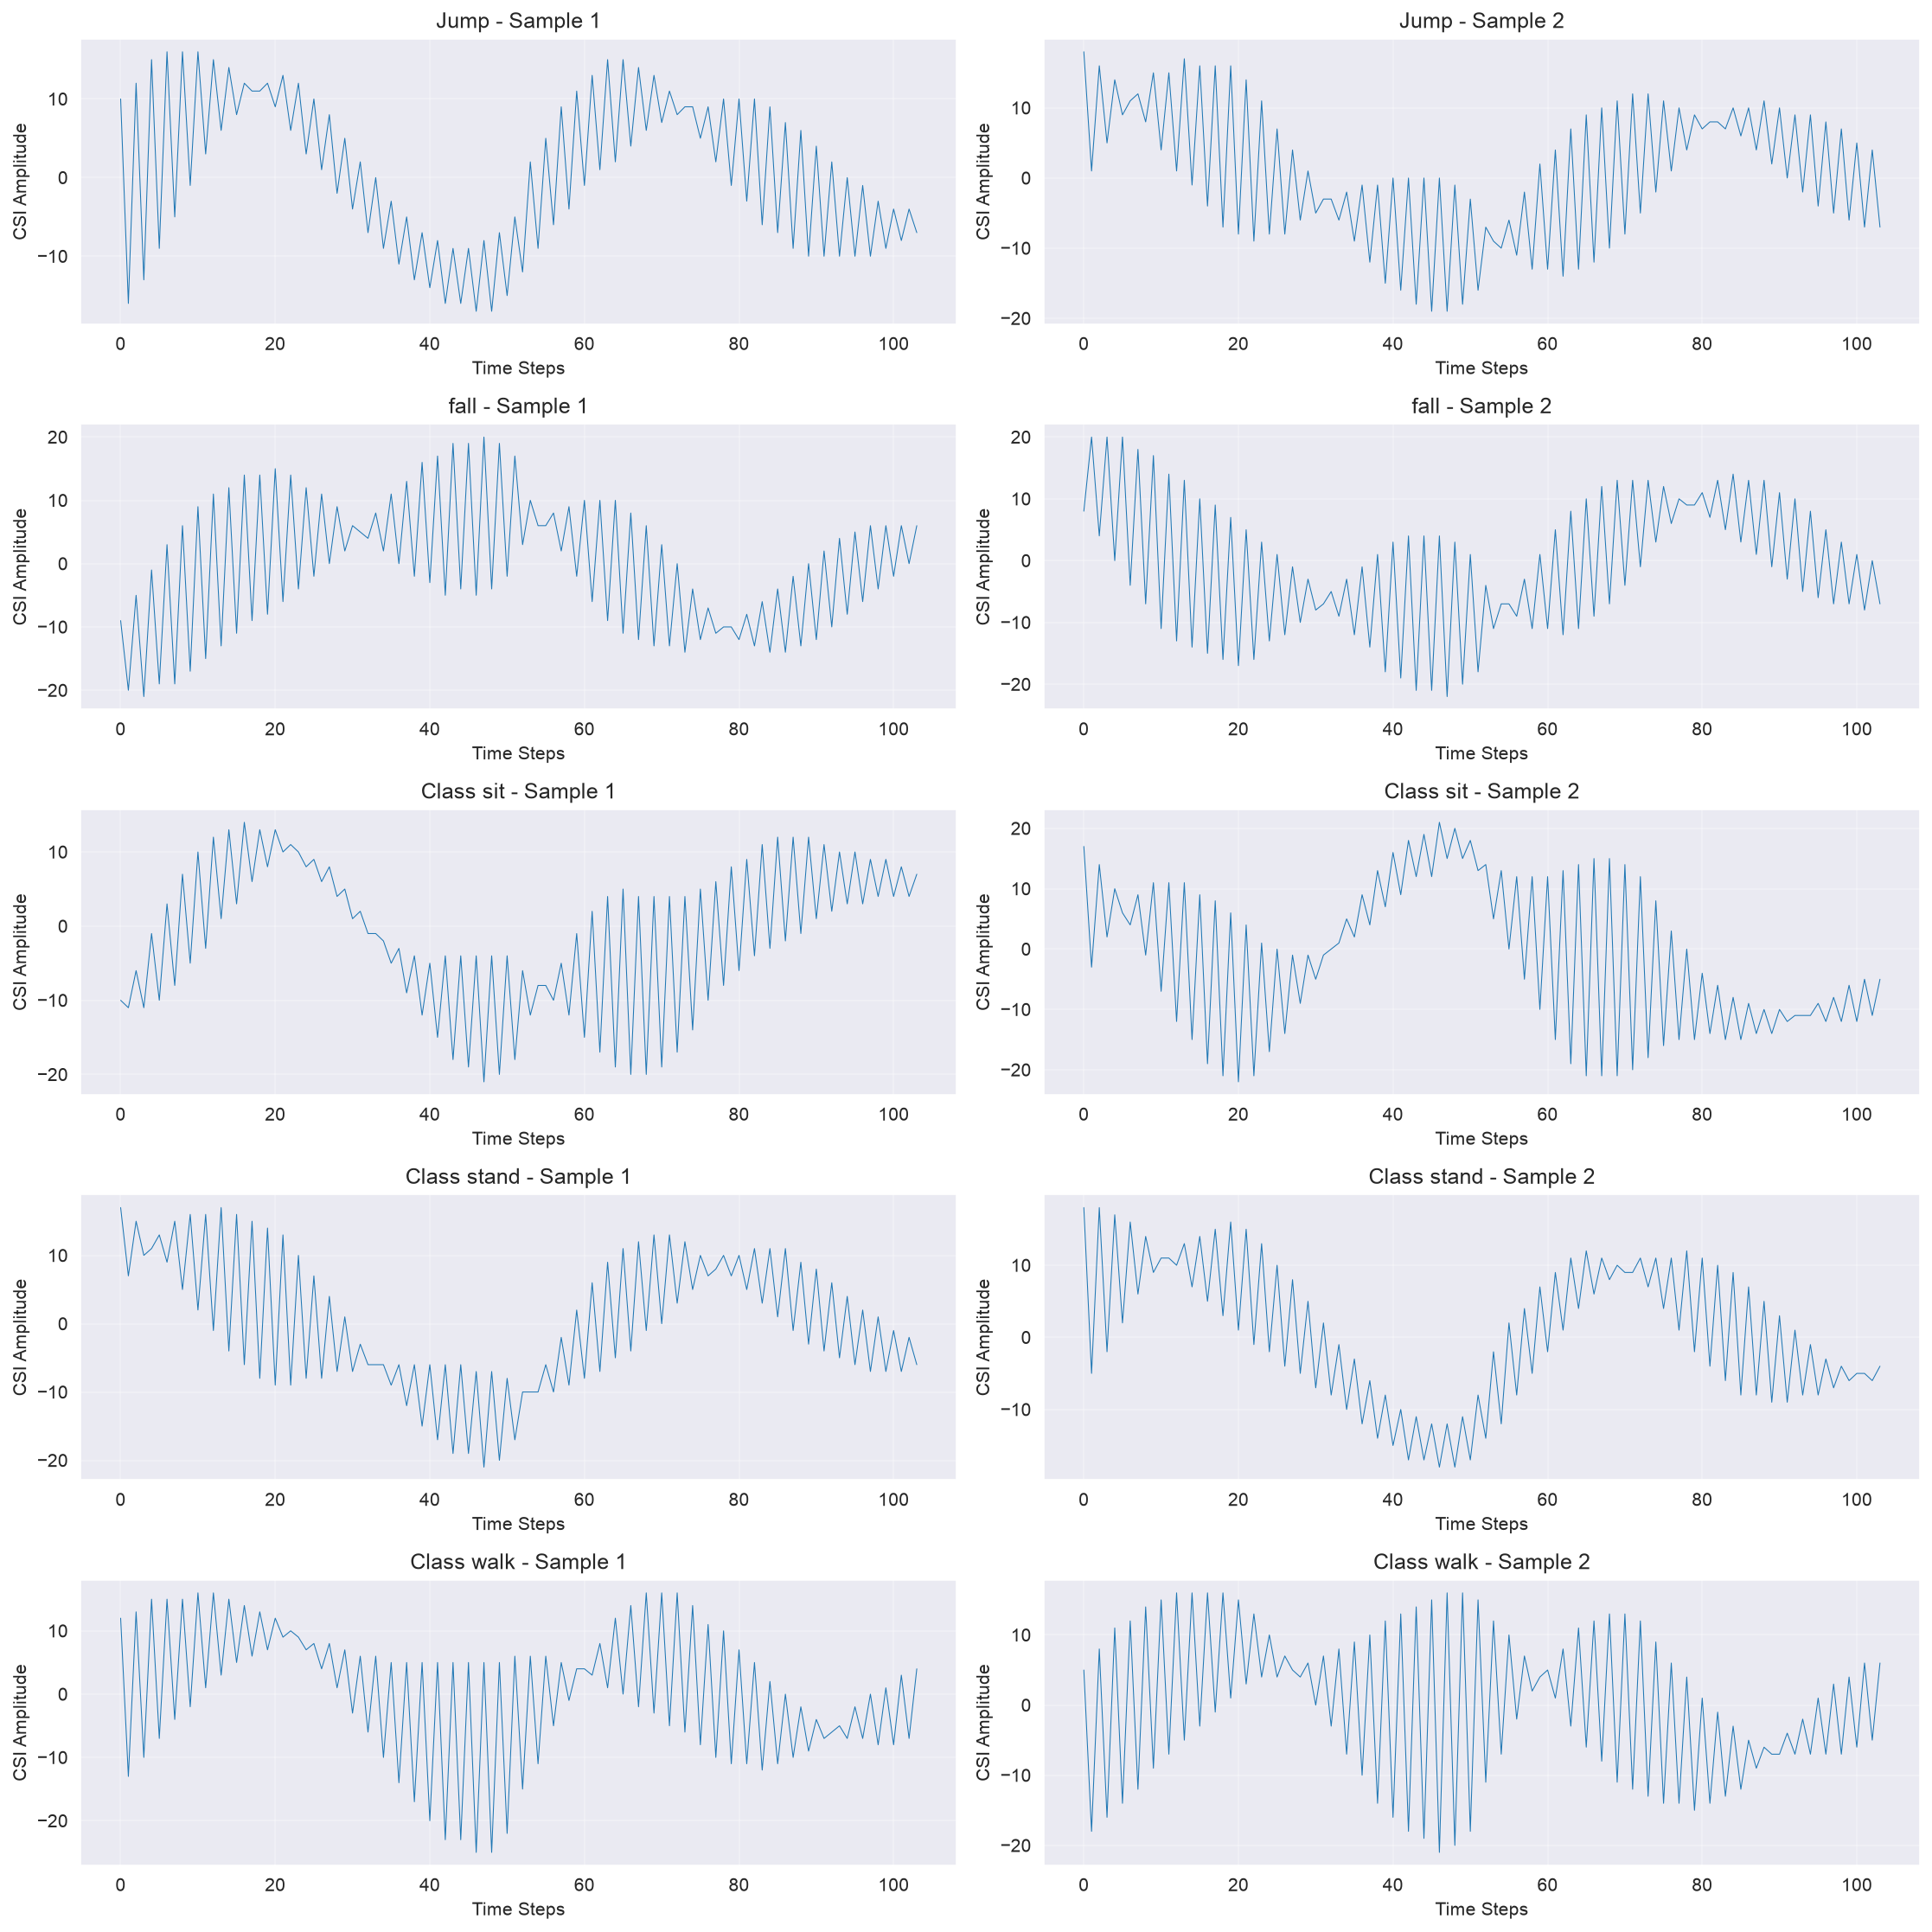 Jump - Sample 1
CSI Amplitude
10
0
−10
0 20 40 60 80 100
Time Steps
Jump - Sample 2
CSI Amplitude
10
0
−10
−20
0 20 40 60 80 100
Time Steps
fall - Sample 1
CSI Amplitude
20
10
0
−10
−20
0 20 40 60 80 100
Time Steps
fall - Sample 2
CSI Amplitude
20
10
0
−10
−20
0 20 40 60 80 100
Time Steps
Class sit - Sample 1
CSI Amplitude
10
0
−10
−20
0 20 40 60 80 100
Time Steps
Class sit - Sample 2
CSI Amplitude
20
10
0
−10
−20
0 20 40 60 80 100
Time Steps
Class stand - Sample 1
CSI Amplitude
10
0
−10
−20
0 20 40 60 80 100
Time Steps
Class stand - Sample 2
CSI Amplitude
10
0
−10
0 20 40 60 80 100
Time Steps
Class walk - Sample 1
CSI Amplitude
10
0
−10
−20
0 20 40 60 80 100
Time Steps
Class walk - Sample 2
CSI Amplitude
10
0
−10
−20
0 20 40 60 80 100
Time Steps